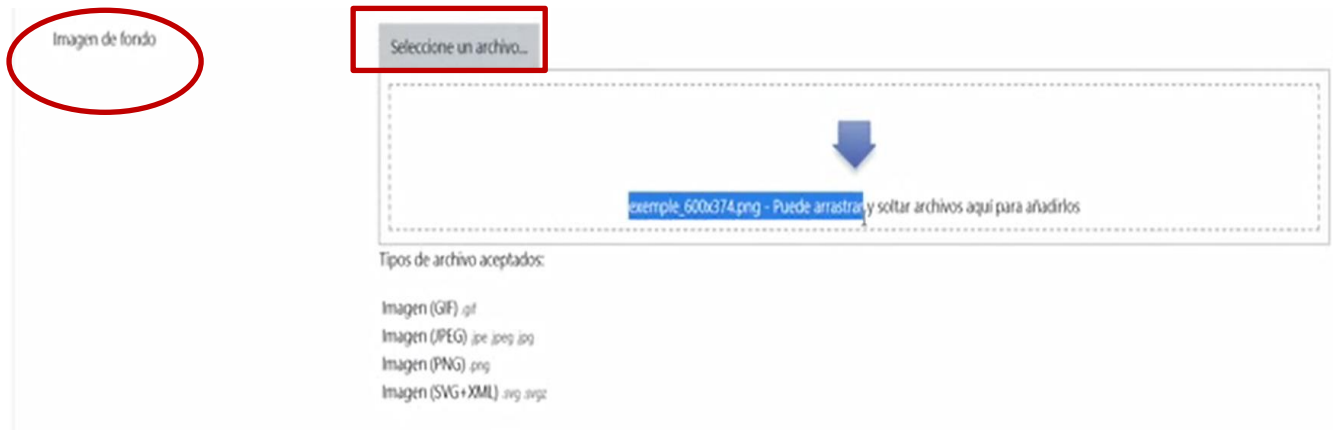 Imagen de fondo
Seleccione un archivo...
exemple_600x374.png - Puede arrastrar y soltar archivos aquí para añadirlos
Tipos de archivo aceptados:
Imagen (GIF) .gif
Imagen (JPEG) .jpe .jpeg .jpg
Imagen (PNG) .png
Imagen (SVG+XML) .svg .svgz